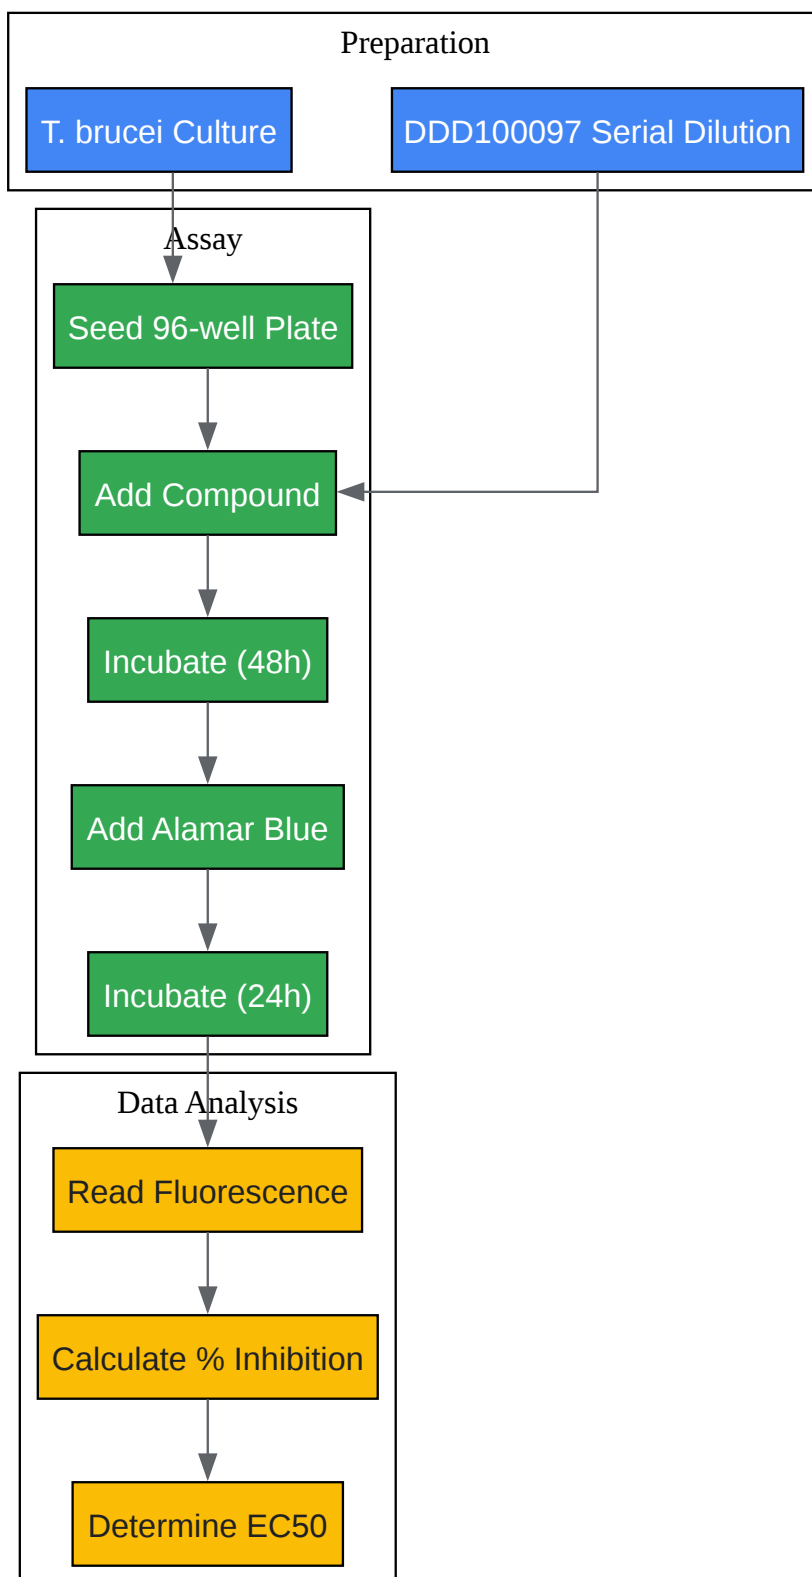 Preparation
T. brucei Culture
DDD100097 Serial Dilution
Assay
Seed 96-well Plate
Add Compound
Incubate (48h)
Add Alamar Blue
Incubate (24h)
Data Analysis
Read Fluorescence
Calculate % Inhibition
Determine EC50